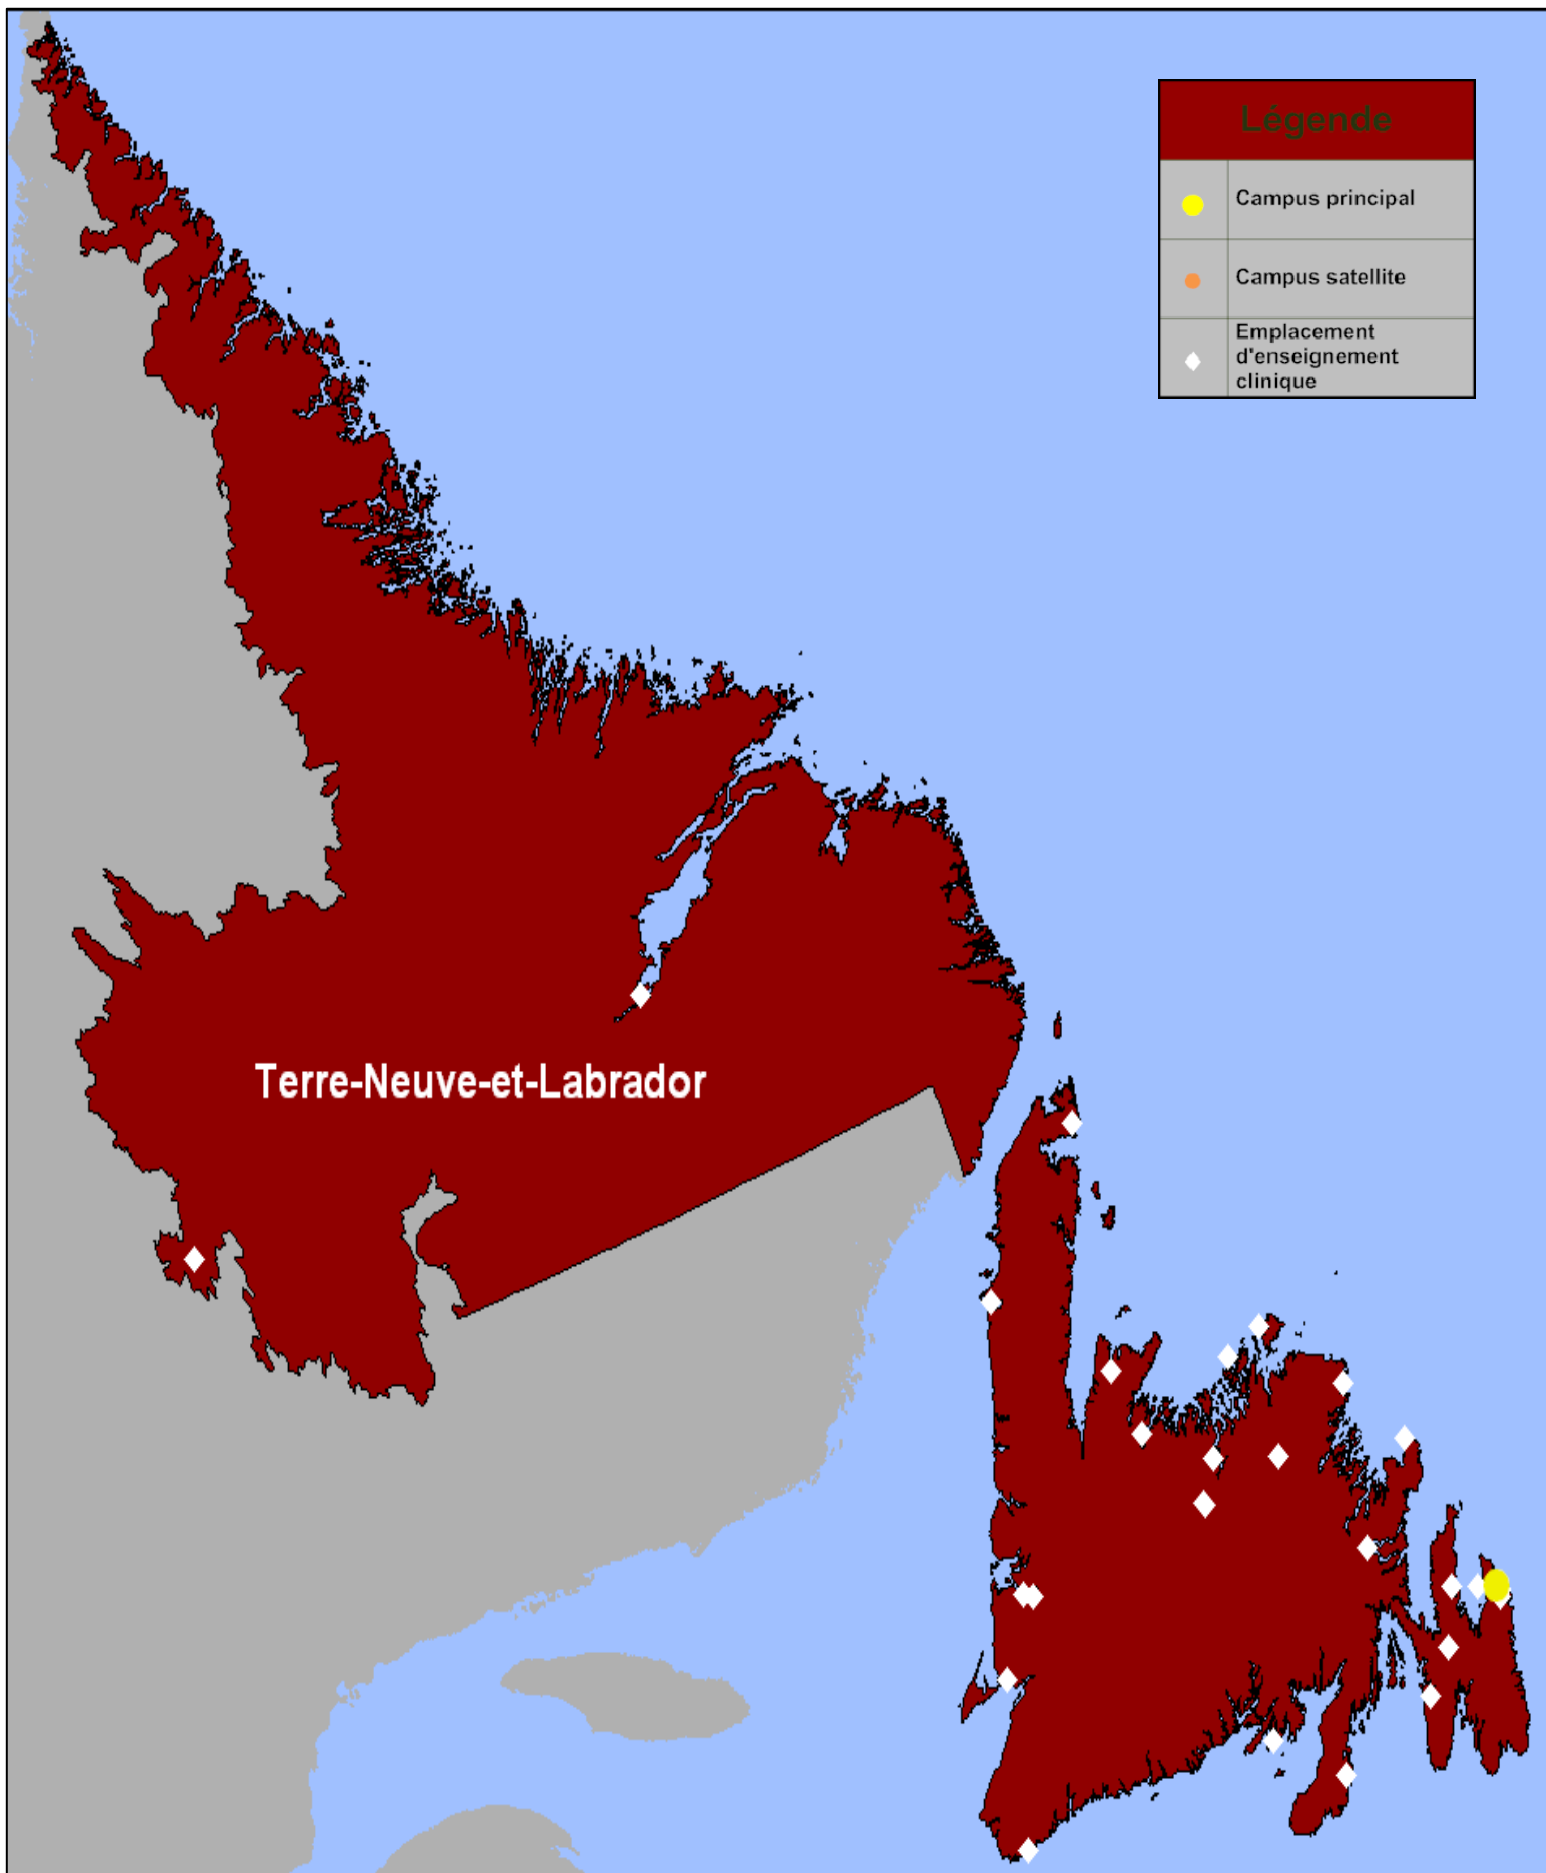 Légende
Campus principal
Campus satellite
Emplacement
d'enseignement
clinique
Terre-Neuve-et-Labrador